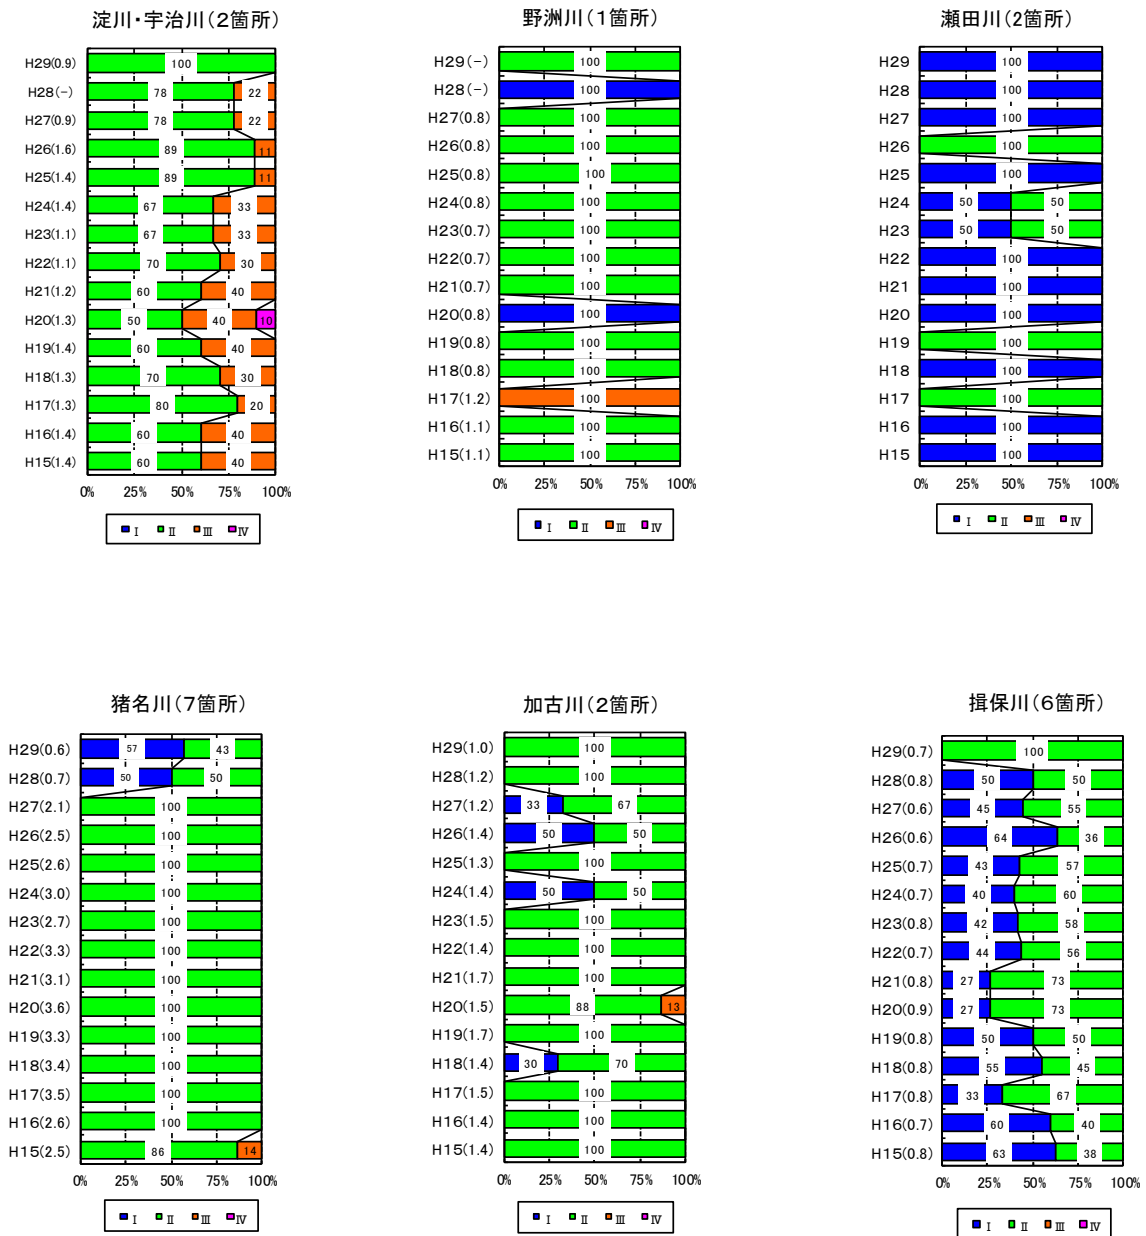 淀川・宇治川(2箇所)
H29(0.9) 100
H28(-) 78 22
H27(0.9) 78 22
H26(1.6) 89 11
H25(1.4) 89 11
H24(1.4) 67 33
H23(1.1) 67 33
H22(1.1) 70 30
H21(1.2) 60 40
H20(1.3) 50 40 10
H19(1.4) 60 40
H18(1.3) 70 30
H17(1.3) 80 20
H16(1.4) 60 40
H15(1.4) 60 40
0% 25% 50% 75% 100%
Ⅰ Ⅱ Ⅲ Ⅳ
野洲川(1箇所)
H29(-) 100
H28(-) 100
H27(0.8) 100
H26(0.8) 100
H25(0.8) 100
H24(0.8) 100
H23(0.7) 100
H22(0.7) 100
H21(0.7) 100
H20(0.8) 100
H19(0.8) 100
H18(0.8) 100
H17(1.2) 100
H16(1.1) 100
H15(1.1) 100
0% 25% 50% 75% 100%
Ⅰ Ⅱ Ⅲ Ⅳ
瀬田川(2箇所)
H29 100
H28 100
H27 100
H26 100
H25 100
H24 50 50
H23 50 50
H22 100
H21 100
H20 100
H19 100
H18 100
H17 100
H16 100
H15 100
0% 25% 50% 75% 100%
Ⅰ Ⅱ Ⅲ Ⅳ
猪名川(7箇所)
H29(0.6) 57 43
H28(0.7) 50 50
H27(2.1) 100
H26(2.5) 100
H25(2.6) 100
H24(3.0) 100
H23(2.7) 100
H22(3.3) 100
H21(3.1) 100
H20(3.6) 100
H19(3.3) 100
H18(3.4) 100
H17(3.5) 100
H16(2.6) 100
H15(2.5) 86 14
0% 25% 50% 75% 100%
Ⅰ Ⅱ Ⅲ Ⅳ
加古川(2箇所)
H29(1.0) 100
H28(1.2) 100
H27(1.2) 33 67
H26(1.4) 50 50
H25(1.3) 100
H24(1.4) 50 50
H23(1.5) 100
H22(1.4) 100
H21(1.7) 100
H20(1.5) 88 13
H19(1.7) 100
H18(1.4) 30 70
H17(1.5) 100
H16(1.4) 100
H15(1.4) 100
0% 25% 50% 75% 100%
Ⅰ Ⅱ Ⅲ Ⅳ
揖保川(6箇所)
H29(0.7) 100
H28(0.8) 50 50
H27(0.6) 45 55
H26(0.6) 64 36
H25(0.7) 43 57
H24(0.7) 40 60
H23(0.8) 42 58
H22(0.7) 44 56
H21(0.8) 27 73
H20(0.9) 27 73
H19(0.8) 50 50
H18(0.8) 55 45
H17(0.8) 33 67
H16(0.7) 60 40
H15(0.8) 63 38
0% 25% 50% 75% 100%
Ⅰ Ⅱ Ⅲ Ⅳ